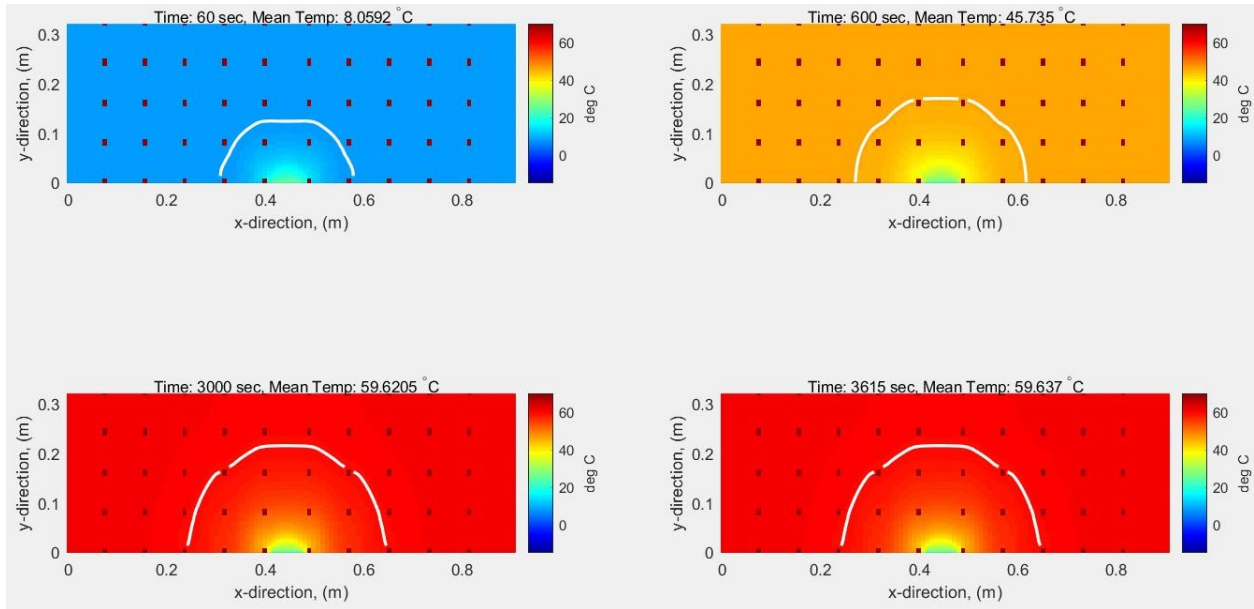 Time: 60 sec, Mean Temp: 8.0592 °C
0.3
0.2
0.1
0
y-direction, (m)
0 0.2 0.4 0.6 0.8
x-direction, (m)
60
40
20
0
deg C
Time: 600 sec, Mean Temp: 45.735 °C
0.3
0.2
0.1
0
y-direction, (m)
0 0.2 0.4 0.6 0.8
x-direction, (m)
60
40
20
0
deg C
Time: 3000 sec, Mean Temp: 59.6205 °C
0.3
0.2
0.1
0
y-direction, (m)
0 0.2 0.4 0.6 0.8
x-direction, (m)
60
40
20
0
deg C
Time: 3615 sec, Mean Temp: 59.637 °C
0.3
0.2
0.1
0
y-direction, (m)
0 0.2 0.4 0.6 0.8
x-direction, (m)
60
40
20
0
deg C